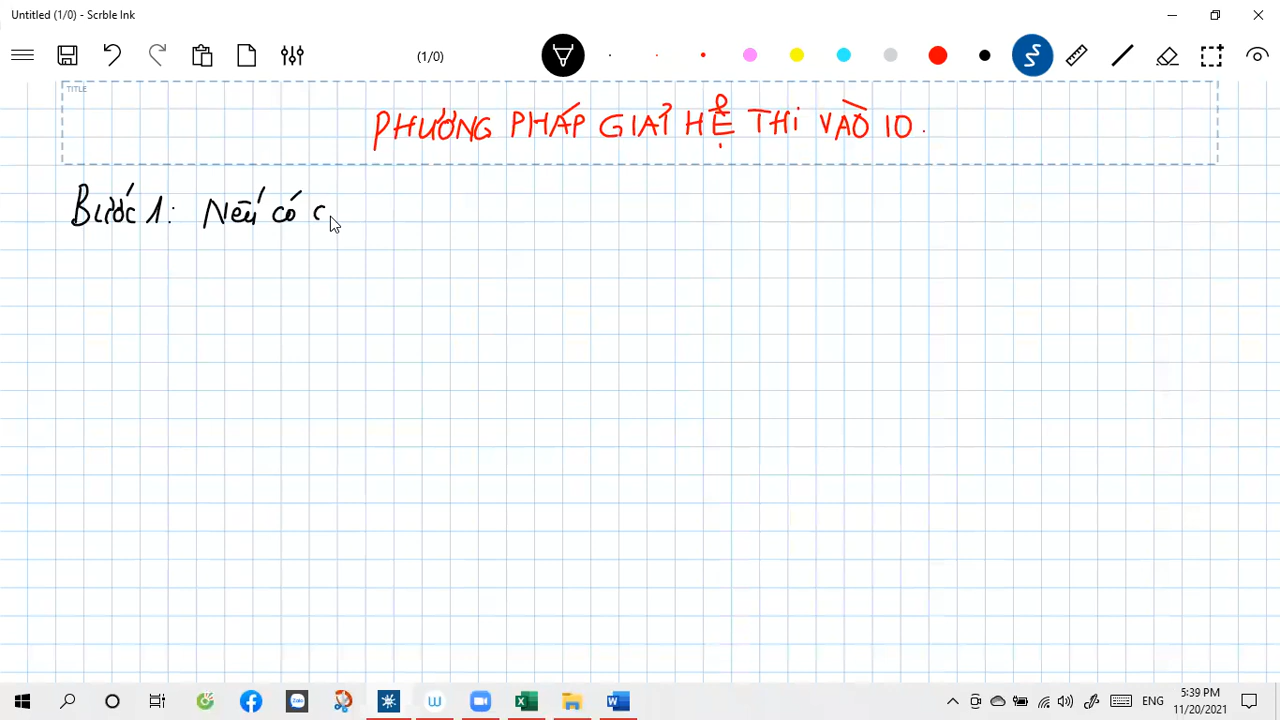 Untitled (1/0) - Scrble Ink
(1/0)
TITLE
PHƯƠNG PHÁP GIẢI HỆ THI VÀO 10.
Bước 1: Nếu có c
Zalo
ENG
5:39 PM
11/20/2021